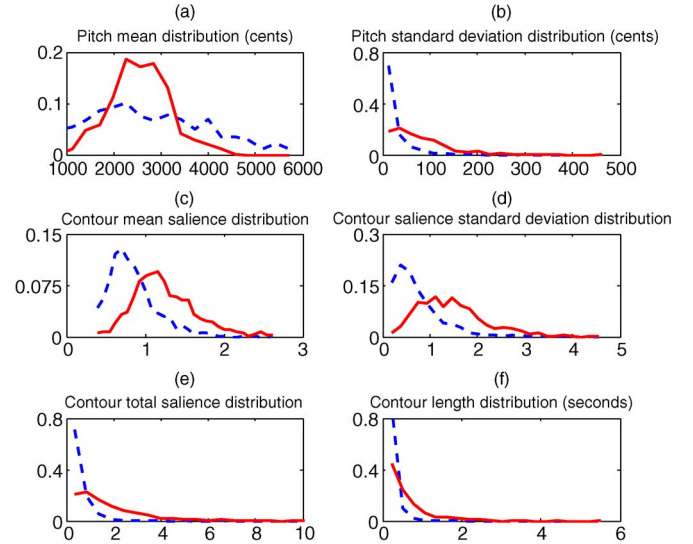 (a)
Pitch mean distribution (cents)
0.2
0.1
0
1000 2000 3000 4000 5000 6000
(b)
Pitch standard deviation distribution (cents)
0.8
0.4
0
0 100 200 300 400 500
(c)
Contour mean salience distribution
0.15
0.075
0
0 1 2 3
(d)
Contour salience standard deviation distribution
0.3
0.15
0
0 1 2 3 4 5
(e)
Contour total salience distribution
0.8
0.4
0
0 2 4 6 8 10
(f)
Contour length distribution (seconds)
0.8
0.4
0
0 2 4 6